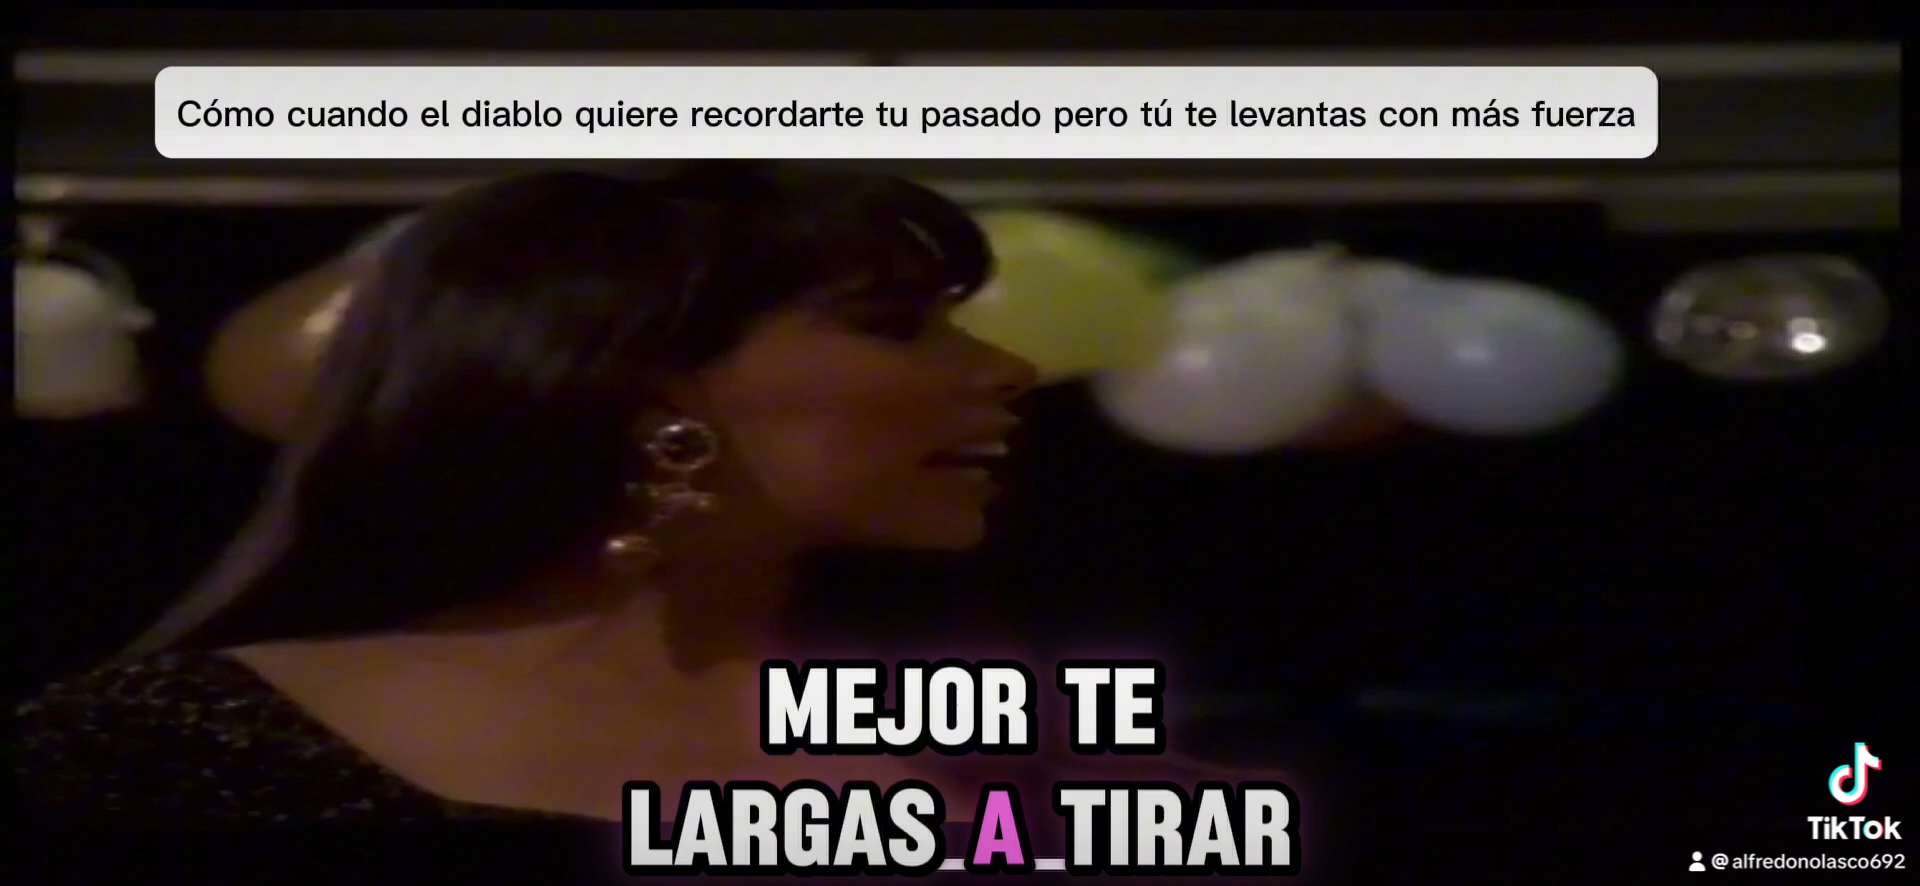 Cómo cuando el diablo quiere recordarte tu pasado pero tú te levantas con más fuerza
MEJOR TE
LARGAS A TIRAR
TikTok
@alfredonolasco692